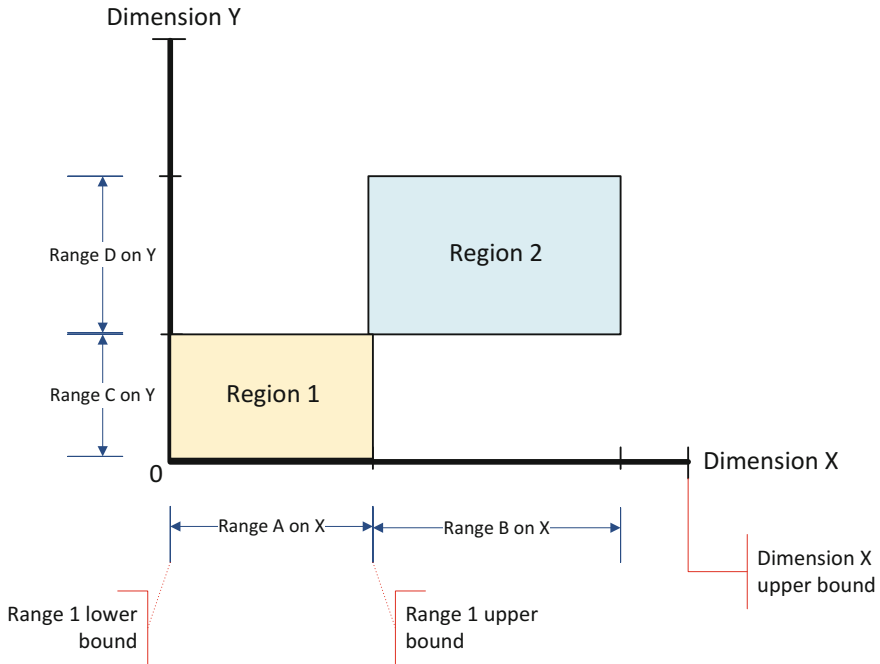 Dimension Y
Range D on Y
Region 2
Range C on Y
Region 1
0
Dimension X
Range A on X
Range B on X
Dimension X
upper bound
Range 1 lower
bound
Range 1 upper
bound